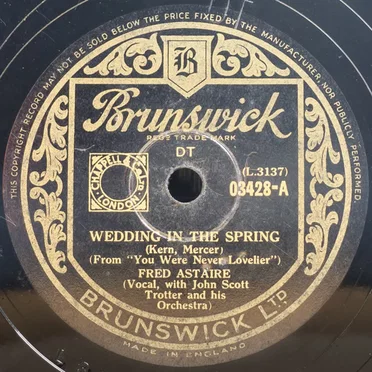 THIS COPYRIGHT RECORD MAY NOT BE SOLD BELOW THE PRICE FIXED BY THE MANUFACTURER, NOR PUBLICLY PERFORMED.
B
Brunswick
REGD TRADE MARK
DT
CHAPPELL & CO LTD
LONDON
(L.3137)
03428-A
WEDDING IN THE SPRING
(Kern, Mercer)
(From "You Were Never Lovelier")
FRED ASTAIRE
(Vocal, with John Scott
Trotter and his
Orchestra)
BRUNSWICK LTD
MADE IN ENGLAND